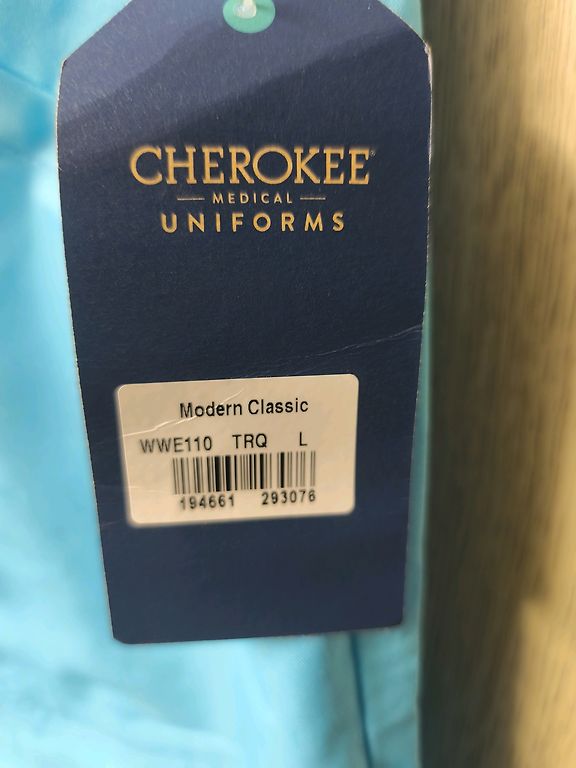 CHEROKEE®
MEDICAL
UNIFORMS
Modern Classic
WWE110 TRQ L
194661 293076